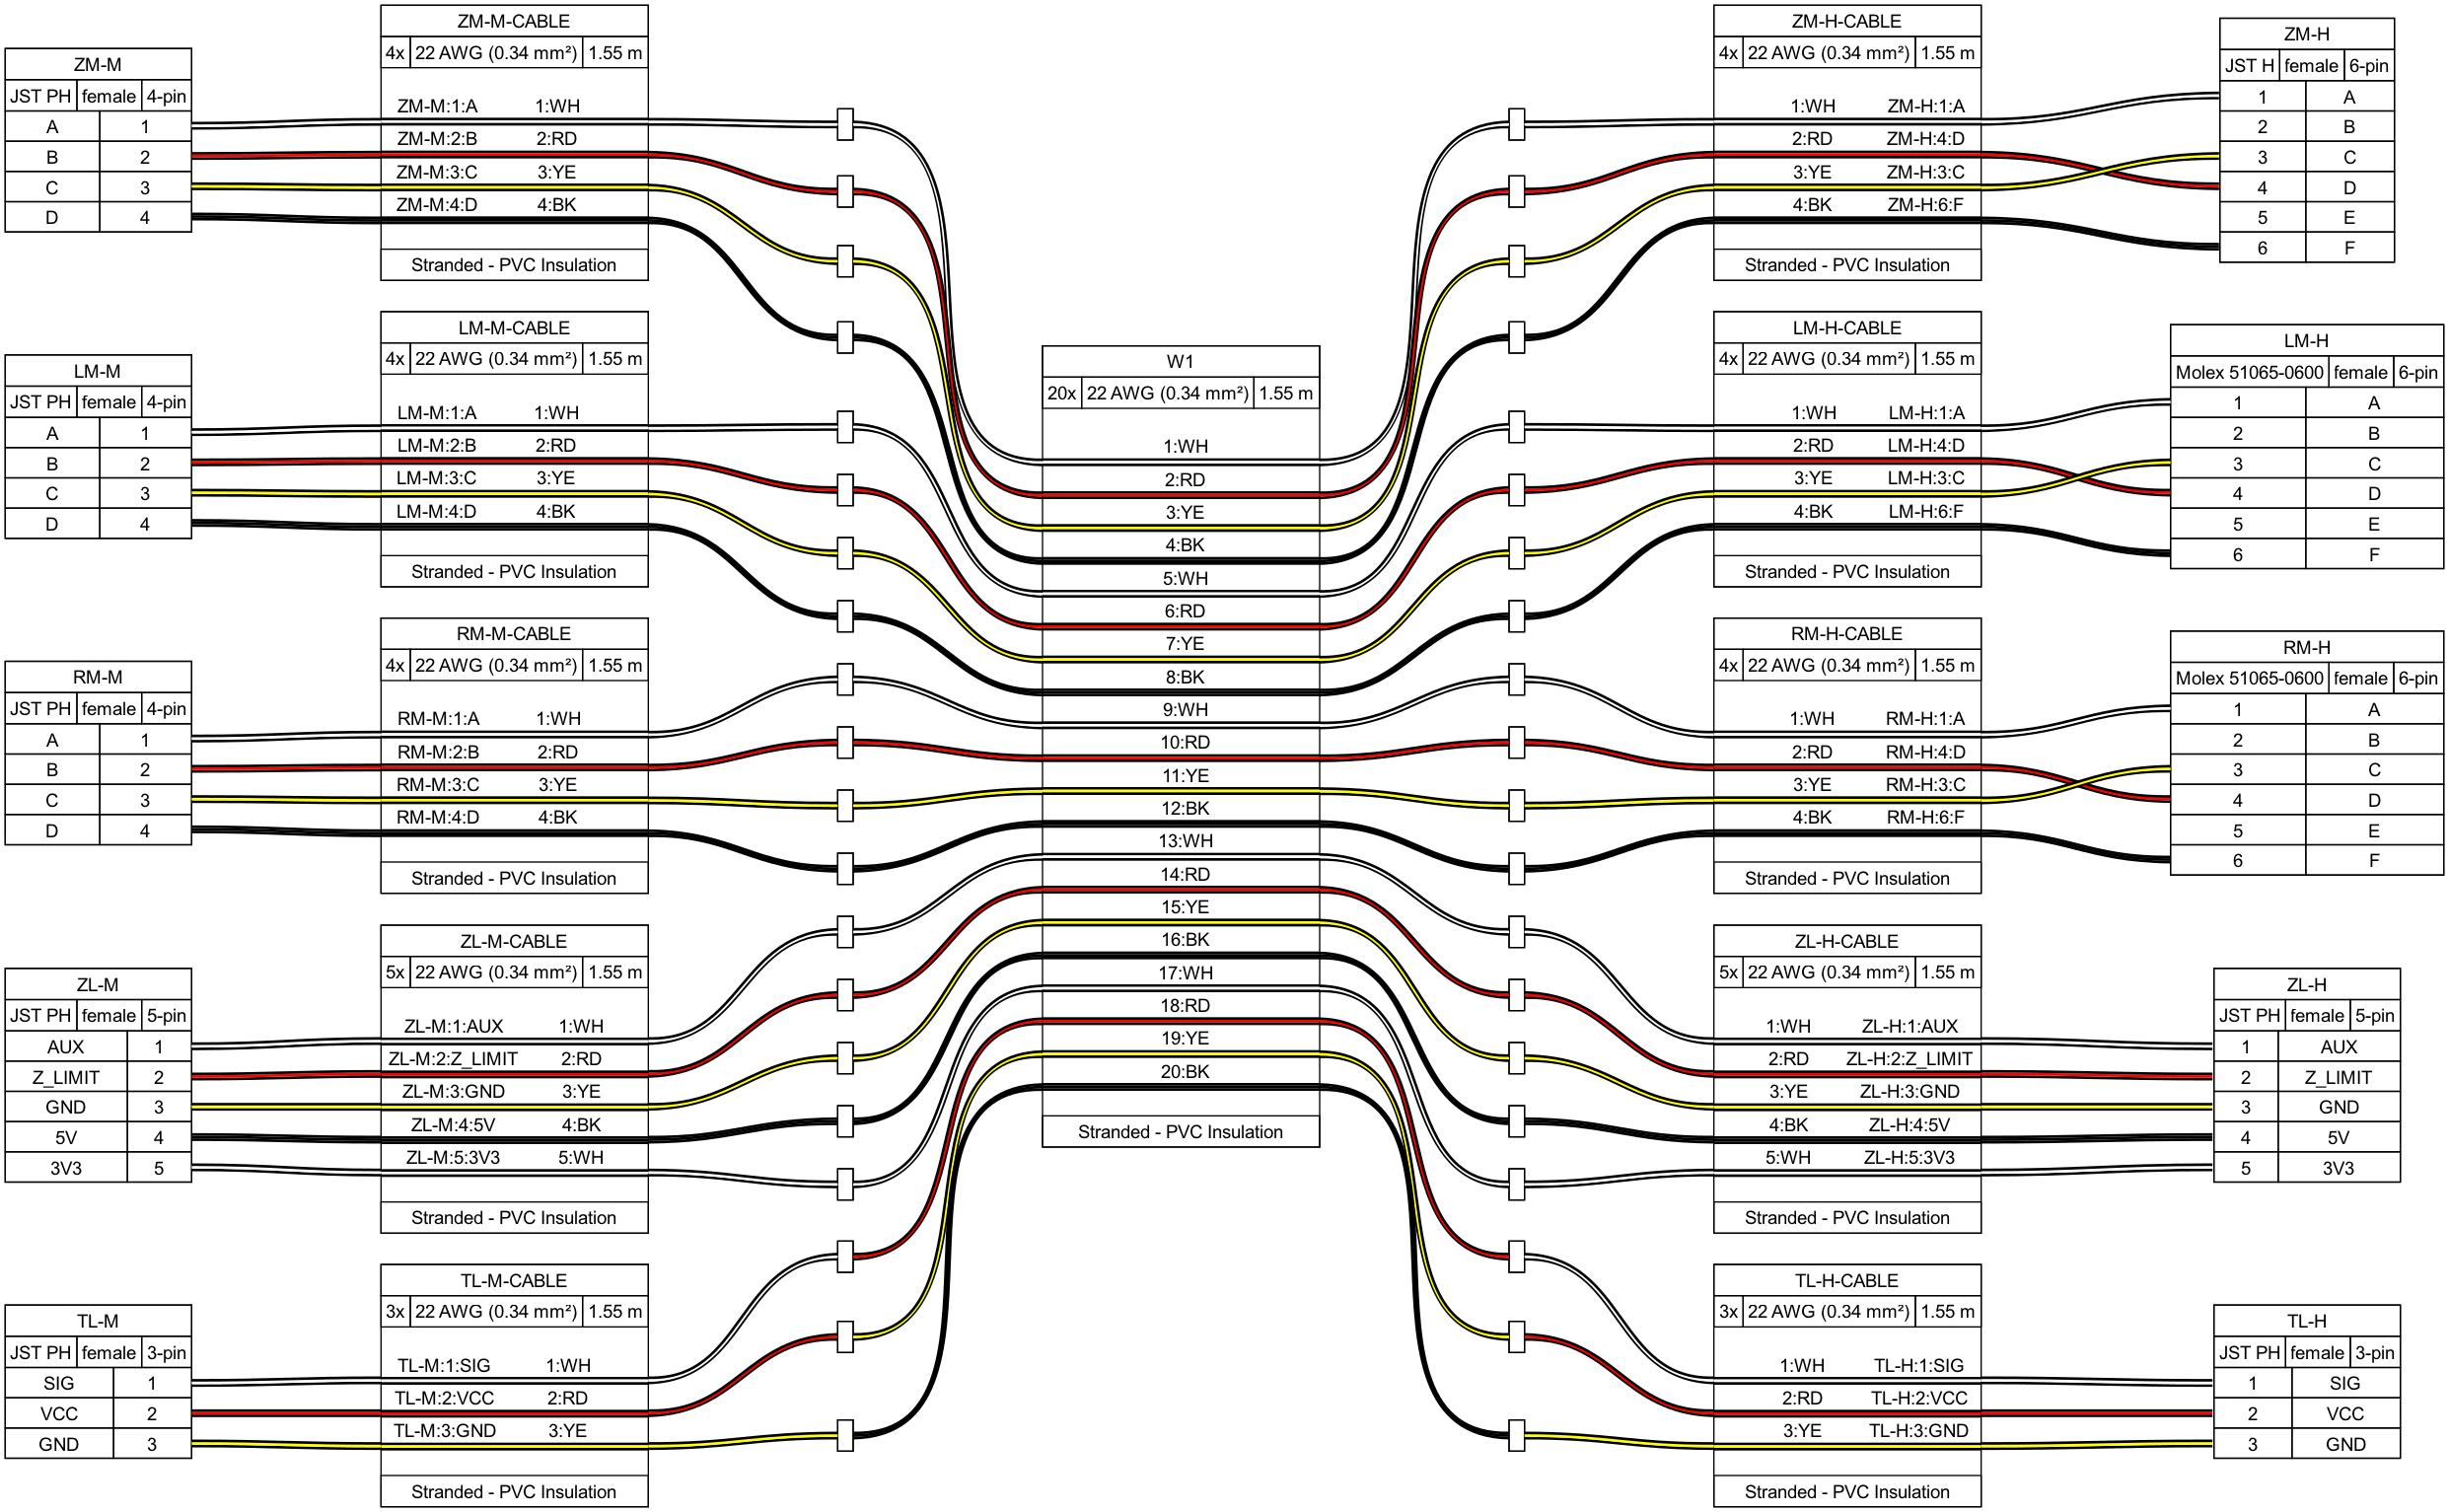 ZM-M
JST PH female 4-pin
A 1
B 2
C 3
D 4
LM-M
JST PH female 4-pin
A 1
B 2
C 3
D 4
RM-M
JST PH female 4-pin
A 1
B 2
C 3
D 4
ZL-M
JST PH female 5-pin
AUX 1
Z_LIMIT 2
GND 3
5V 4
3V3 5
TL-M
JST PH female 3-pin
SIG 1
VCC 2
GND 3
ZM-M-CABLE
4x 22 AWG (0.34 mm²) 1.55 m
ZM-M:1:A 1:WH
ZM-M:2:B 2:RD
ZM-M:3:C 3:YE
ZM-M:4:D 4:BK
Stranded - PVC Insulation
LM-M-CABLE
4x 22 AWG (0.34 mm²) 1.55 m
LM-M:1:A 1:WH
LM-M:2:B 2:RD
LM-M:3:C 3:YE
LM-M:4:D 4:BK
Stranded - PVC Insulation
RM-M-CABLE
4x 22 AWG (0.34 mm²) 1.55 m
RM-M:1:A 1:WH
RM-M:2:B 2:RD
RM-M:3:C 3:YE
RM-M:4:D 4:BK
Stranded - PVC Insulation
ZL-M-CABLE
5x 22 AWG (0.34 mm²) 1.55 m
ZL-M:1:AUX 1:WH
ZL-M:2:Z_LIMIT 2:RD
ZL-M:3:GND 3:YE
ZL-M:4:5V 4:BK
ZL-M:5:3V3 5:WH
Stranded - PVC Insulation
TL-M-CABLE
3x 22 AWG (0.34 mm²) 1.55 m
TL-M:1:SIG 1:WH
TL-M:2:VCC 2:RD
TL-M:3:GND 3:YE
Stranded - PVC Insulation
W1
20x 22 AWG (0.34 mm²) 1.55 m
1:WH
2:RD
3:YE
4:BK
5:WH
6:RD
7:YE
8:BK
9:WH
10:RD
11:YE
12:BK
13:WH
14:RD
15:YE
16:BK
17:WH
18:RD
19:YE
20:BK
Stranded - PVC Insulation
ZM-H-CABLE
4x 22 AWG (0.34 mm²) 1.55 m
1:WH ZM-H:1:A
2:RD ZM-H:4:D
3:YE ZM-H:3:C
4:BK ZM-H:6:F
Stranded - PVC Insulation
LM-H-CABLE
4x 22 AWG (0.34 mm²) 1.55 m
1:WH LM-H:1:A
2:RD LM-H:4:D
3:YE LM-H:3:C
4:BK LM-H:6:F
Stranded - PVC Insulation
RM-H-CABLE
4x 22 AWG (0.34 mm²) 1.55 m
1:WH RM-H:1:A
2:RD RM-H:4:D
3:YE RM-H:3:C
4:BK RM-H:6:F
Stranded - PVC Insulation
ZL-H-CABLE
5x 22 AWG (0.34 mm²) 1.55 m
1:WH ZL-H:1:AUX
2:RD ZL-H:2:Z_LIMIT
3:YE ZL-H:3:GND
4:BK ZL-H:4:5V
5:WH ZL-H:5:3V3
Stranded - PVC Insulation
TL-H-CABLE
3x 22 AWG (0.34 mm²) 1.55 m
1:WH TL-H:1:SIG
2:RD TL-H:2:VCC
3:YE TL-H:3:GND
Stranded - PVC Insulation
ZM-H
JST H female 6-pin
1 A
2 B
3 C
4 D
5 E
6 F
LM-H
Molex 51065-0600 female 6-pin
1 A
2 B
3 C
4 D
5 E
6 F
RM-H
Molex 51065-0600 female 6-pin
1 A
2 B
3 C
4 D
5 E
6 F
ZL-H
JST PH female 5-pin
1 AUX
2 Z_LIMIT
3 GND
4 5V
5 3V3
TL-H
JST PH female 3-pin
1 SIG
2 VCC
3 GND